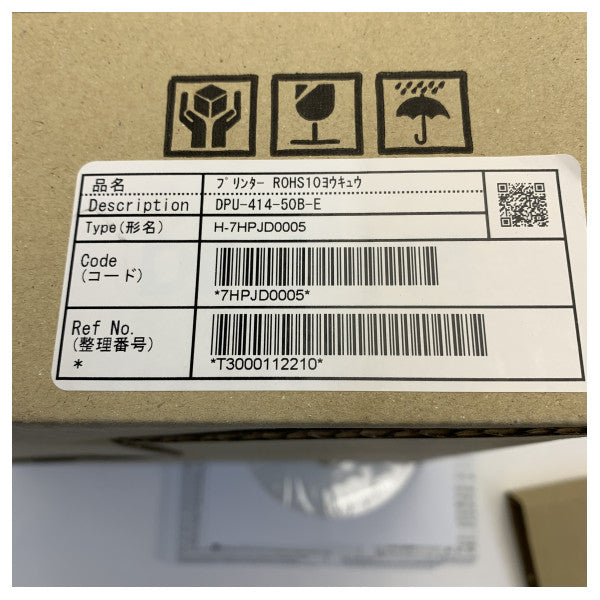 品名 ﾌﾟﾘﾝﾀｰ ROHS10ﾖｳｷｭｳ
Description DPU-414-50B-E
Type(形名) H-7HPJD0005
Code
(コード)
*7HPJD0005*
Ref No.
(整理番号)
*
*T3000112210*